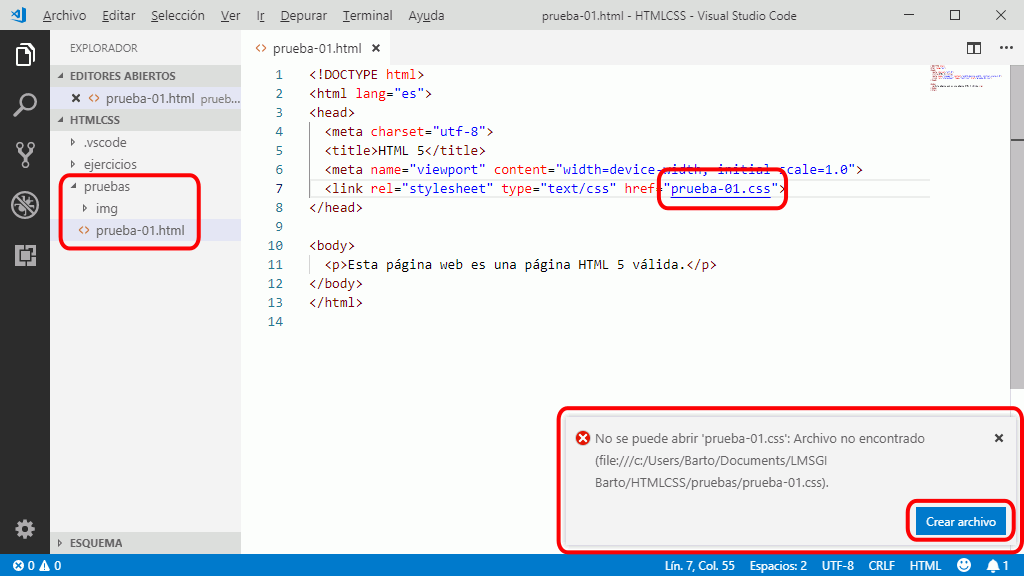 Archivo Editar Selección Ver Ir Depurar Terminal Ayuda prueba-01.html - HTMLCSS - Visual Studio Code
EXPLORADOR
EDITORES ABIERTOS
prueba-01.html prueb...
HTMLCSS
.vscode
ejercicios
pruebas
img
prueba-01.html
ESQUEMA
prueba-01.html
1 <!DOCTYPE html>
2 <html lang="es">
3 <head>
4 <meta charset="utf-8">
5 <title>HTML 5</title>
6 <meta name="viewport" content="width=device-width, initial-scale=1.0">
7 <link rel="stylesheet" type="text/css" href="prueba-01.css">
8 </head>
9
10 <body>
11 <p>Esta página web es una página HTML 5 válida.</p>
12 </body>
13 </html>
14
No se puede abrir 'prueba-01.css': Archivo no encontrado
(file:///c:/Users/Barto/Documents/LMSGI
Barto/HTMLCSS/pruebas/prueba-01.css).
Crear archivo
0 0 Lín. 7, Col. 55 Espacios: 2 UTF-8 CRLF HTML 1